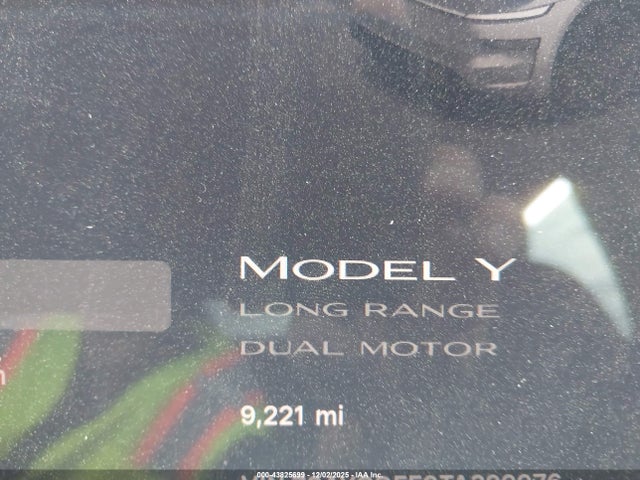 MODEL Y
LONG RANGE
DUAL MOTOR
9,221 mi
000-43825699 - 12/02/2025 - IAA Inc.